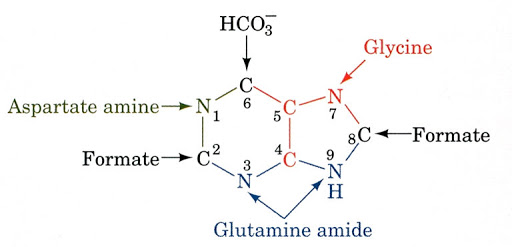 HCO₃⁻
Glycine
C
6
Aspartate amine
N
1
5
C
N
7
Formate
C
2
4
C
8
C
Formate
3
N
9
N
H
Glutamine amide